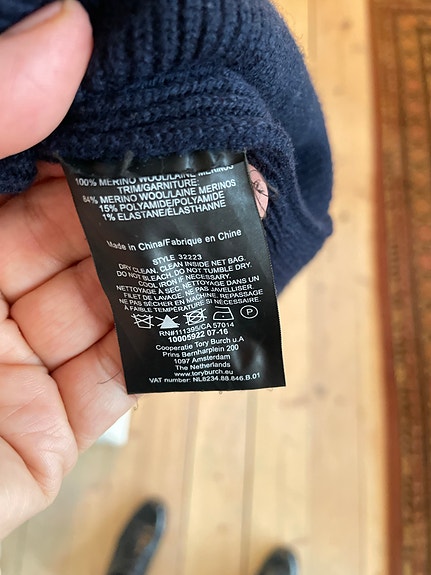 100% MERINO WOOL/LAINE MERINOS
TRIM/GARNITURE:
84% MERINO WOOL/LAINE MERINOS
15% POLYAMIDE/POLYAMIDE
1% ELASTANE/ÉLASTHANNE
Made in China/Fabrique en Chine
STYLE 32223
DRY CLEAN. CLEAN INSIDE NET BAG.
DO NOT BLEACH. DO NOT TUMBLE DRY.
COOL IRON IF NECESSARY.
NETTOYAGE À SEC. NETTOYAGE DANS UN
FILET DE LAVAGE. NE PAS JAVELLISER.
NE PAS SÉCHER EN MACHINE. REPASSAGE
À FAIBLE TEMPÉRATURE SI NÉCESSAIRE.
P
RN#111395/CA 57014
10005922 07-16
Cooperatie Tory Burch u.A
Prins Bernharplein 200
1097 Amsterdam
The Netherlands
www.toryburch.eu
VAT number: NL8234.88.846.B.01